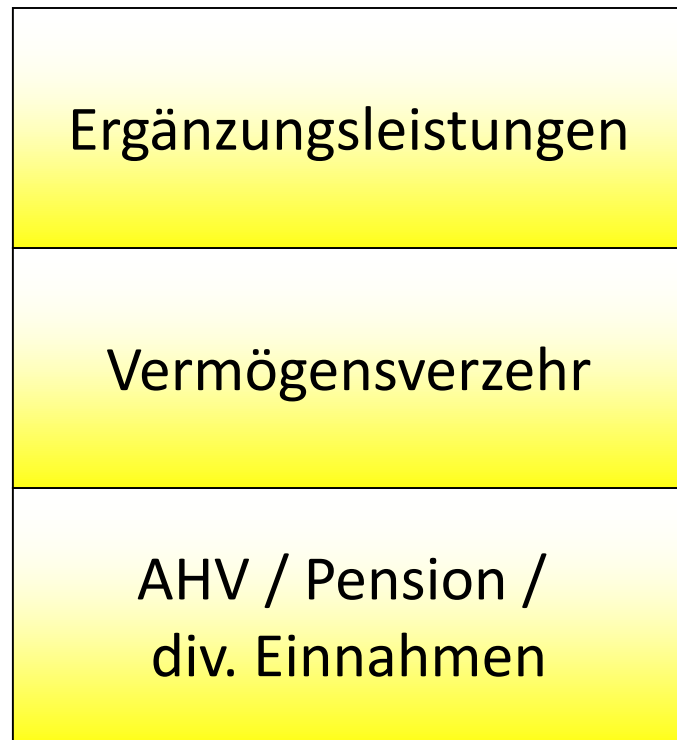 Ergänzungsleistungen
Vermögensverzehr
AHV / Pension /
div. Einnahmen